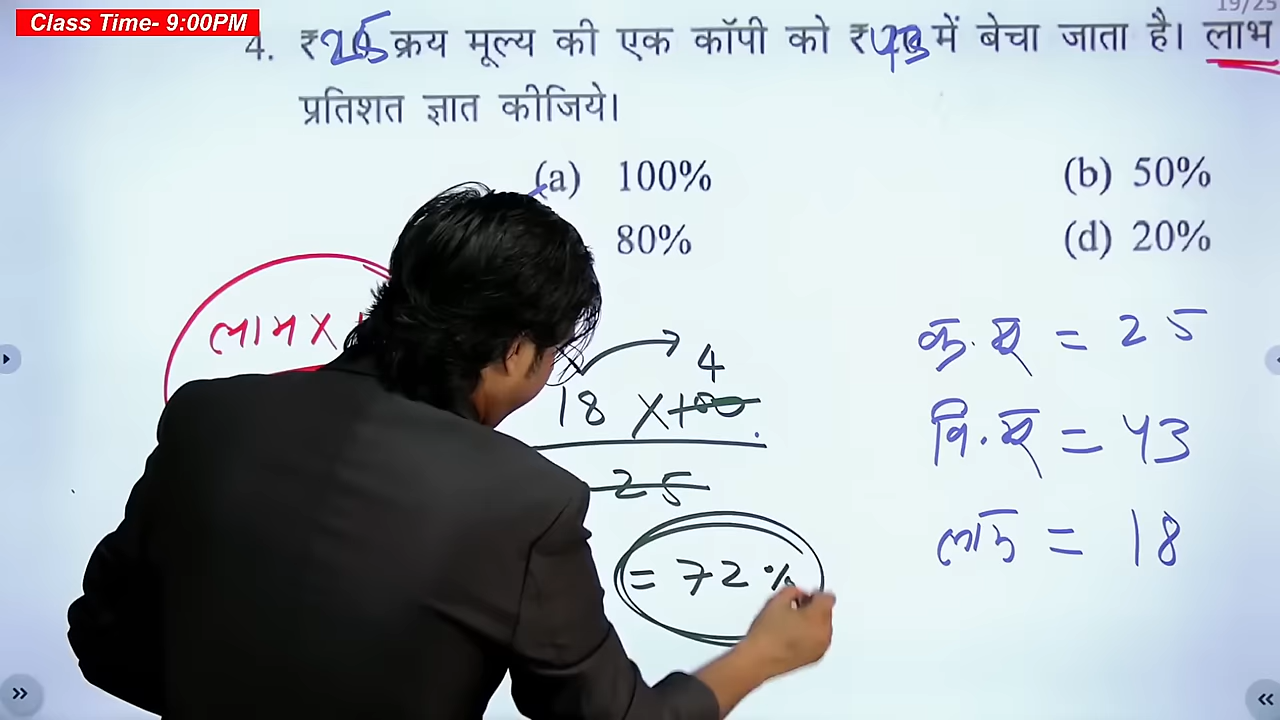 Class Time- 9:00PM
19/25
4. ₹25 क्रय मूल्य की एक कॉपी को ₹43 में बेचा जाता है। लाभ
प्रतिशत ज्ञात कीजिये।
(a) 100%
(b) 50%
80%
(d) 20%
लाभ X
4
18 X 100
25
= 72%
क्र. मू = 25
वि. मू = 43
लाभ = 18